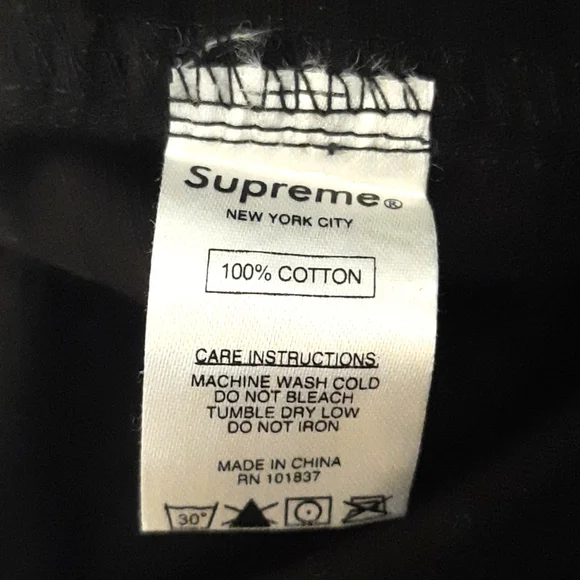 Supreme®
NEW YORK CITY
100% COTTON
CARE INSTRUCTIONS
MACHINE WASH COLD
DO NOT BLEACH
TUMBLE DRY LOW
DO NOT IRON
MADE IN CHINA
RN 101837
30°